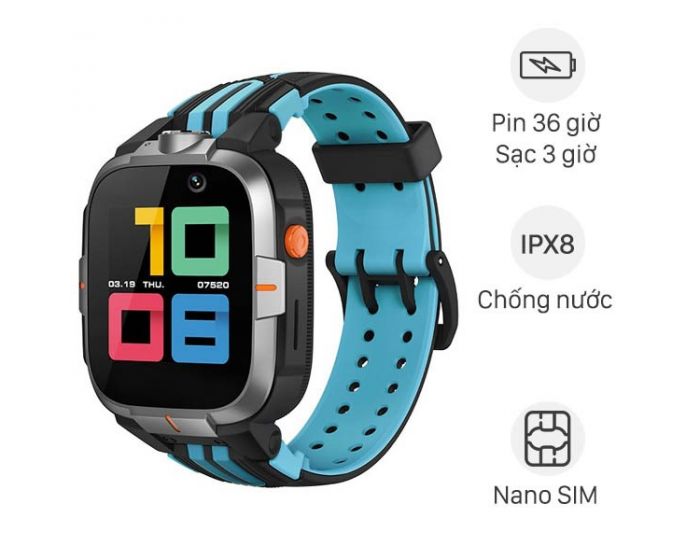 10
03.19 THU. 07520
08
Pin 36 giờ
Sạc 3 giờ
IPX8
Chống nước
Nano SIM